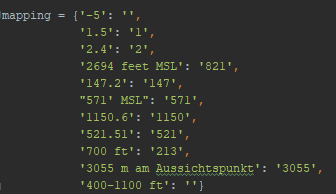 mapping = {'-5': '',
'1.5': '1',
'2.4': '2',
'2694 feet MSL': '821',
'147.2': '147',
"571' MSL": '571',
'1150.6': '1150',
'521.51': '521',
'700 ft': '213',
'3055 m am Aussichtspunkt': '3055',
'400-1100 ft': ''}